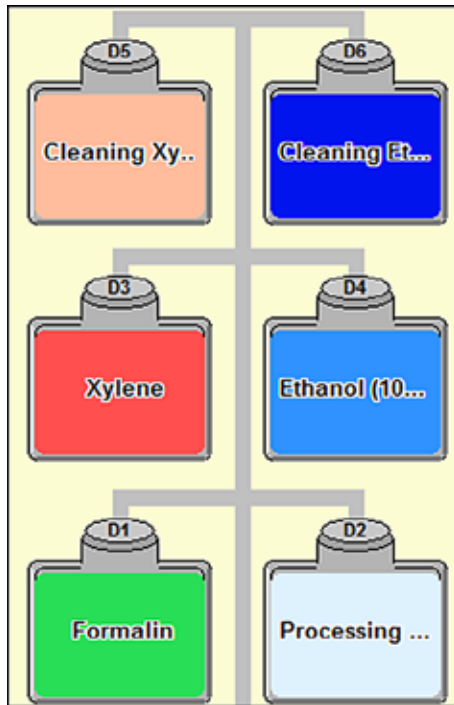 D5
D6
Cleaning Xy..
Cleaning Et...
D3
D4
Xylene
Ethanol (10...
D1
D2
Formalin
Processing ...